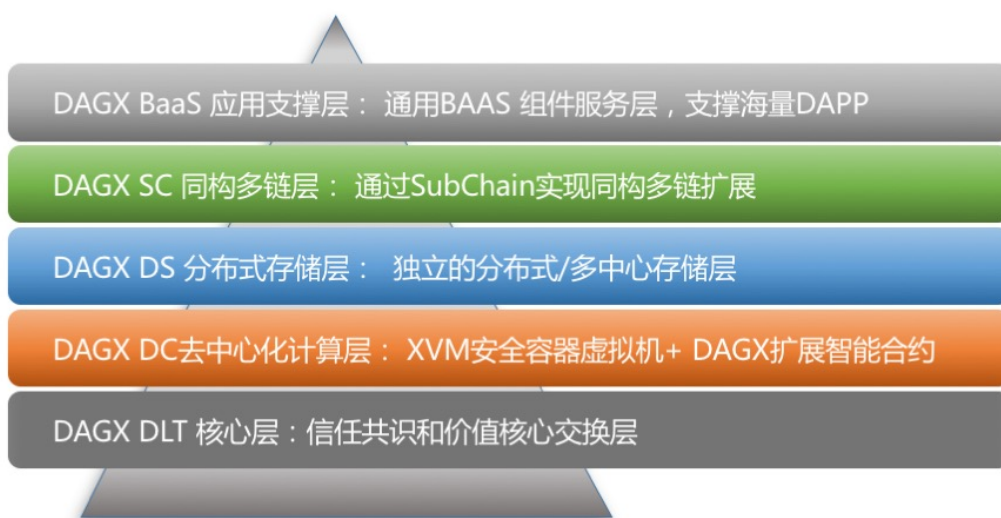 DAGX BaaS 应用支撑层： 通用BAAS 组件服务层，支撑海量DAPP
DAGX SC 同构多链层： 通过SubChain实现同构多链扩展
DAGX DS 分布式存储层： 独立的分布式/多中心存储层
DAGX DC去中心化计算层： XVM安全容器虚拟机+ DAGX扩展智能合约
DAGX DLT 核心层：信任共识和价值核心交换层